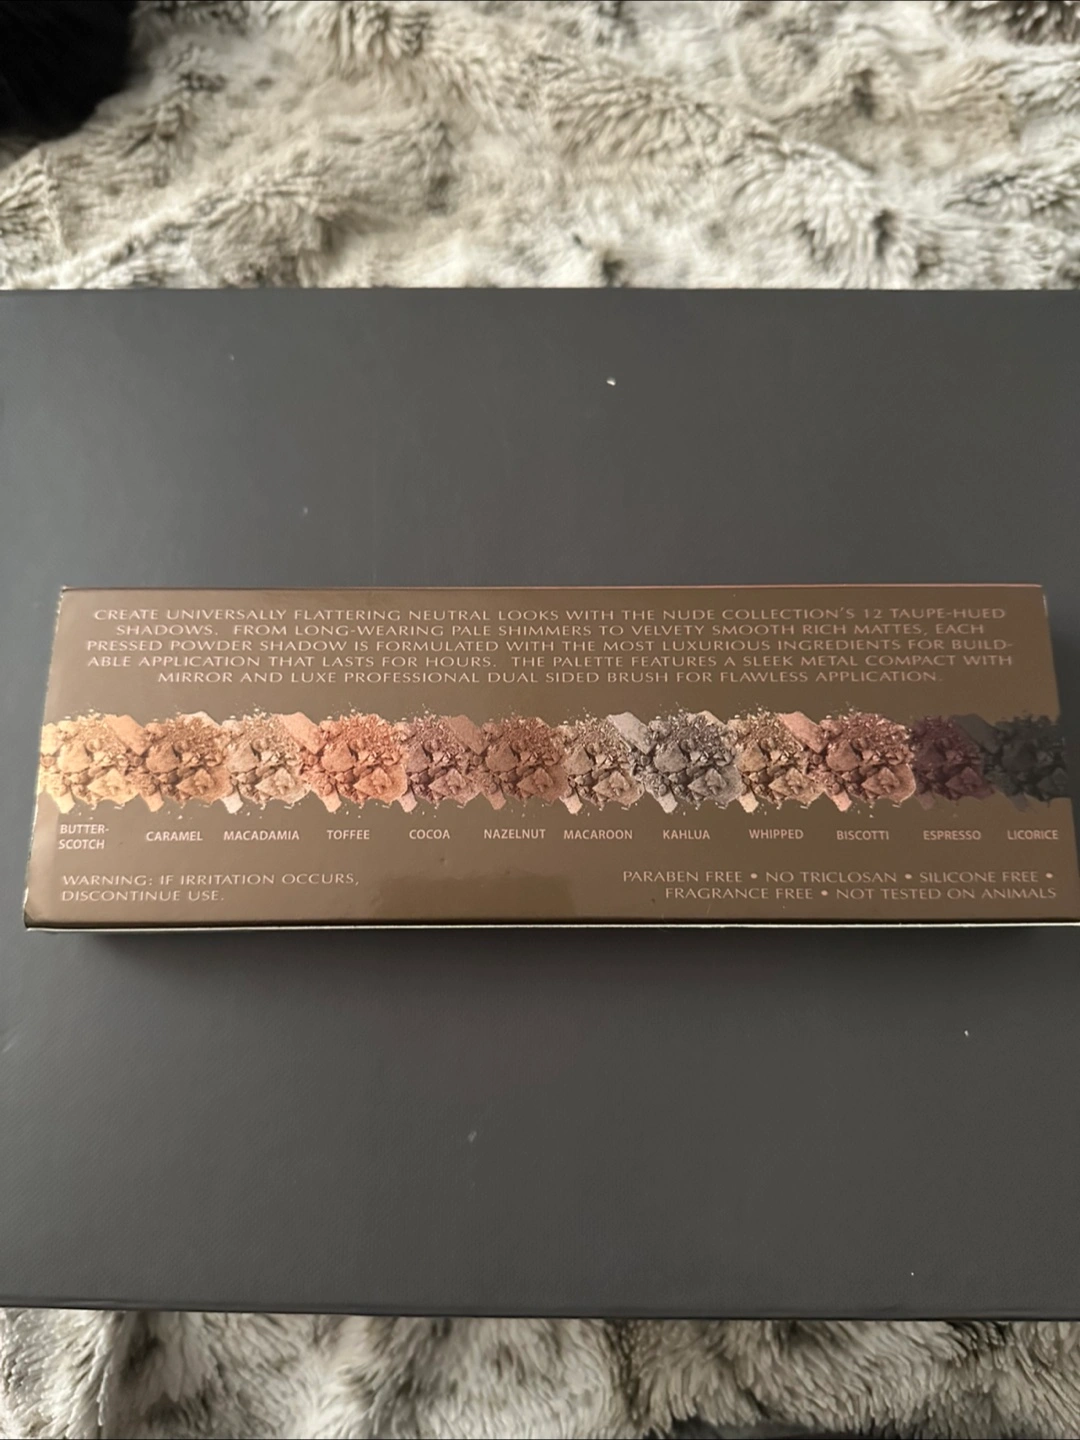 CREATE UNIVERSALLY FLATTERING NEUTRAL LOOKS WITH THE NUDE COLLECTION'S 12 TAUPE-HUED
SHADOWS. FROM LONG-WEARING PALE SHIMMERS TO VELVETY SMOOTH RICH MATTES, EACH
PRESSED POWDER SHADOW IS FORMULATED WITH THE MOST LUXURIOUS INGREDIENTS FOR BUILD-
ABLE APPLICATION THAT LASTS FOR HOURS. THE PALETTE FEATURES A SLEEK METAL COMPACT WITH
MIRROR AND LUXE PROFESSIONAL DUAL SIDED BRUSH FOR FLAWLESS APPLICATION.
BUTTER-
SCOTCH
CARAMEL
MACADAMIA
TOFFEE
COCOA
NAZELNUT
MACAROON
KAHLUA
WHIPPED
BISCOTTI
ESPRESSO
LICORICE
WARNING: IF IRRITATION OCCURS,
DISCONTINUE USE.
PARABEN FREE • NO TRICLOSAN • SILICONE FREE •
FRAGRANCE FREE • NOT TESTED ON ANIMALS